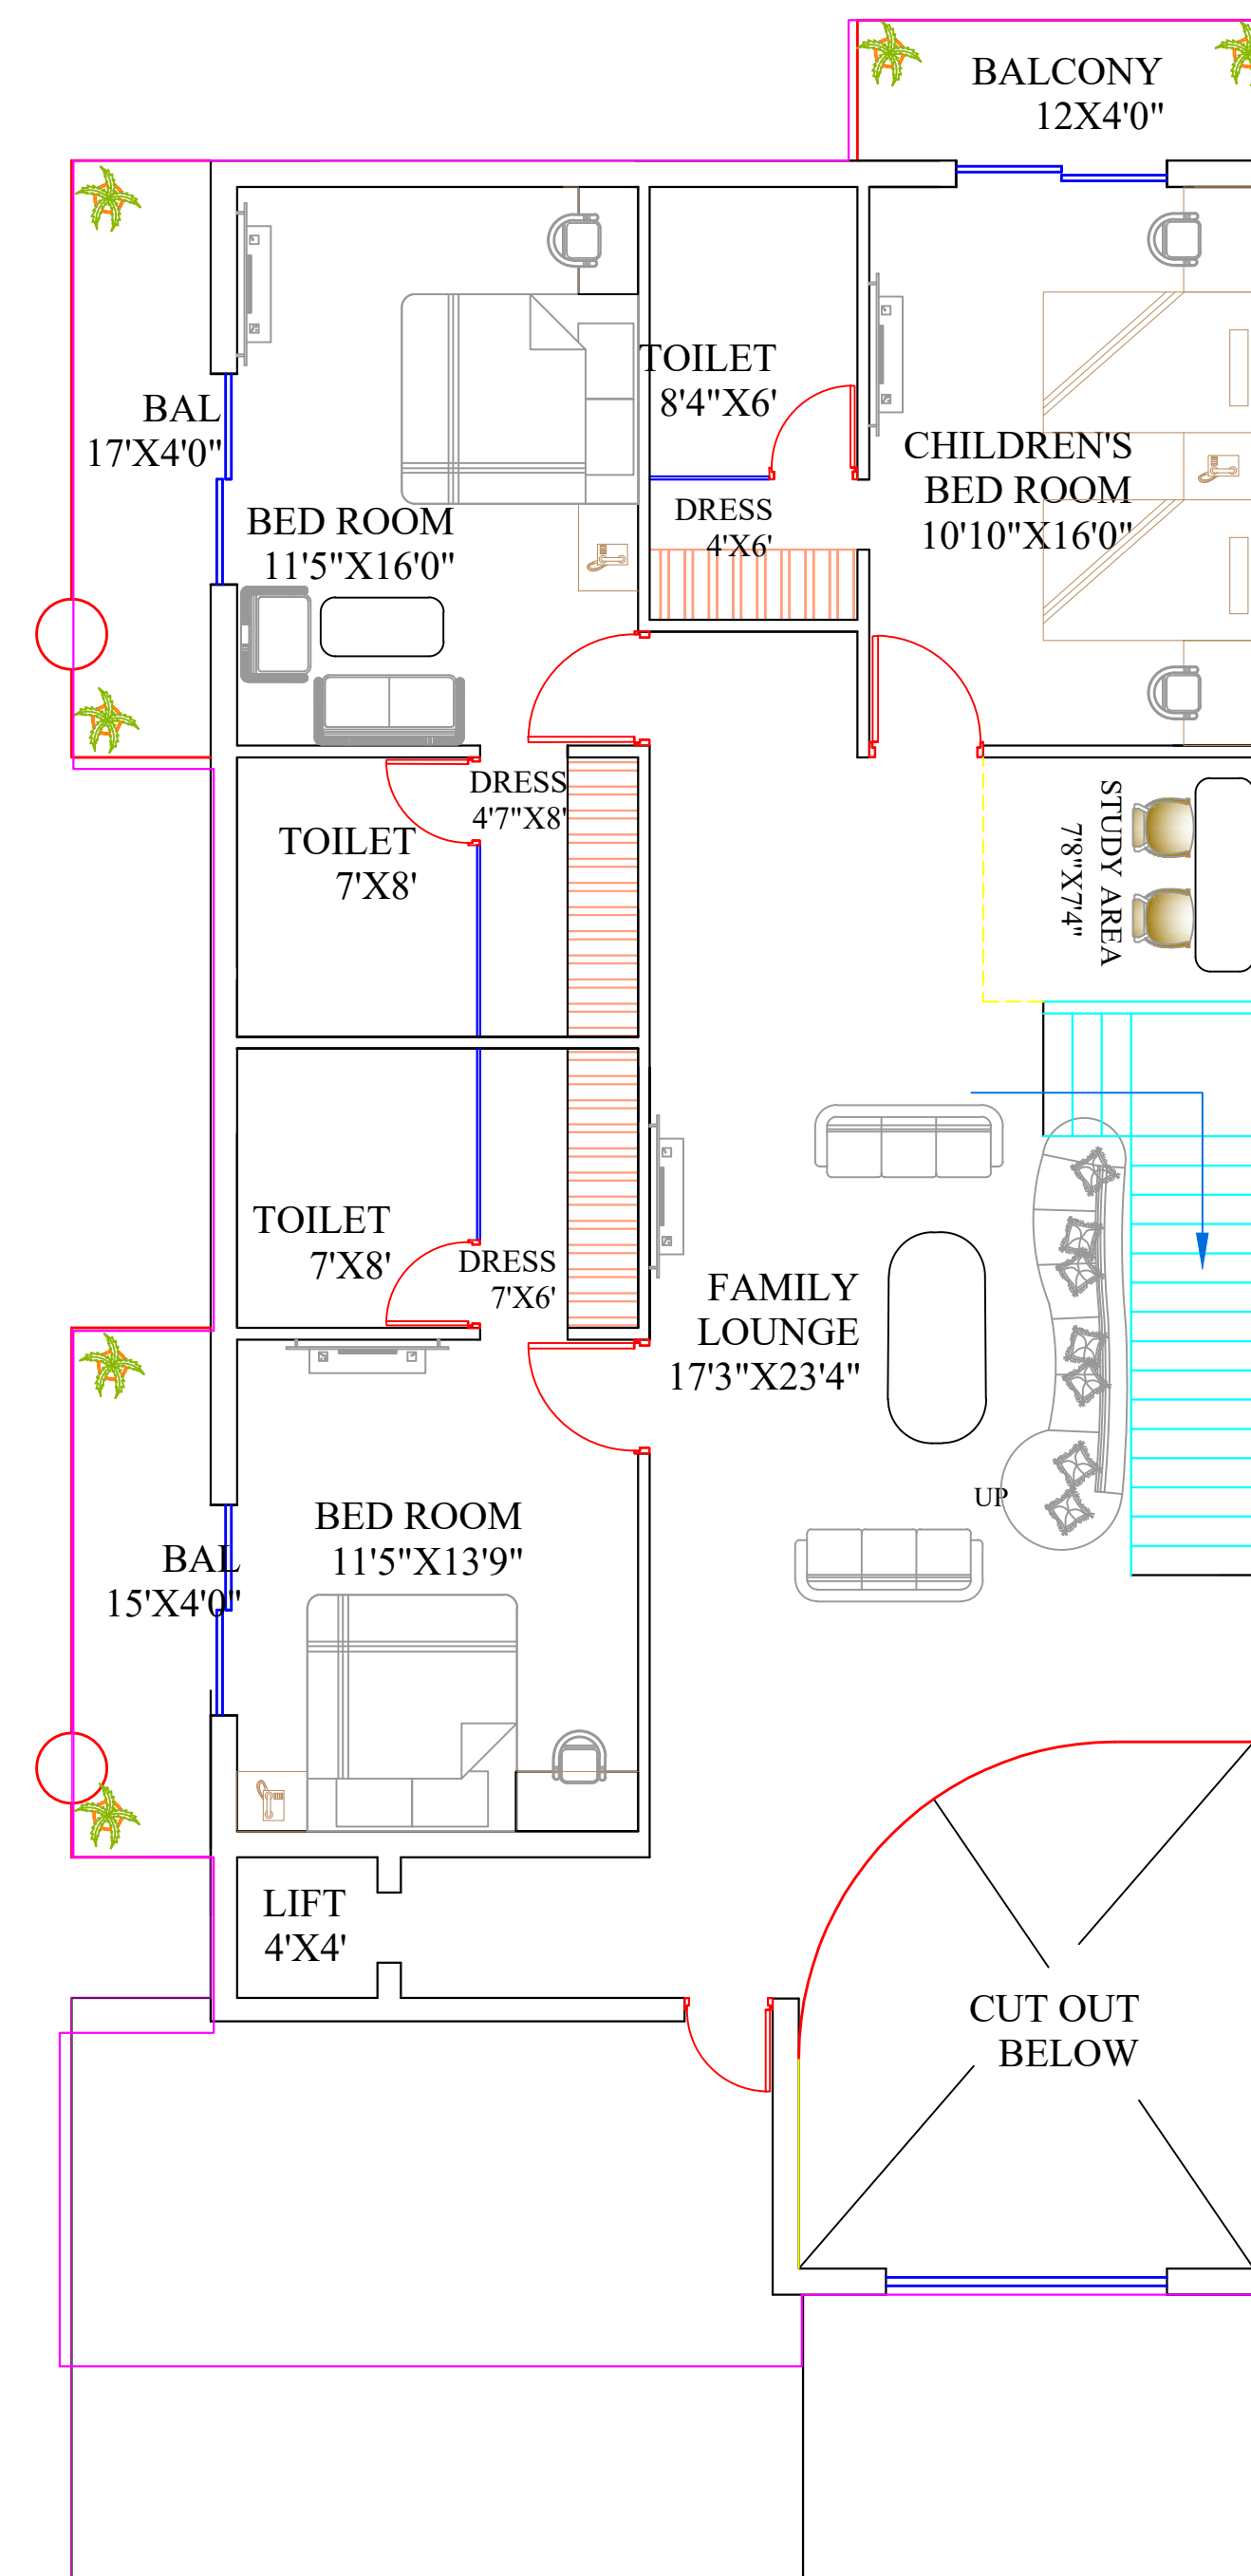 BALCONY
12X4'0"
TOILET
8'4"X6'
BAL
17'X4'0"
CHILDREN'S
BED ROOM
10'10"X16'0"
DRESS
4'X6'
BED ROOM
11'5"X16'0"
DRESS
4'7"X8'
TOILET
7'X8'
STUDY AREA
7'8"X7'4"
TOILET
7'X8'
DRESS
7'X6'
FAMILY
LOUNGE
17'3"X23'4"
UP
BED ROOM
11'5"X13'9"
BAL
15'X4'0"
LIFT
4'X4'
CUT OUT
BELOW